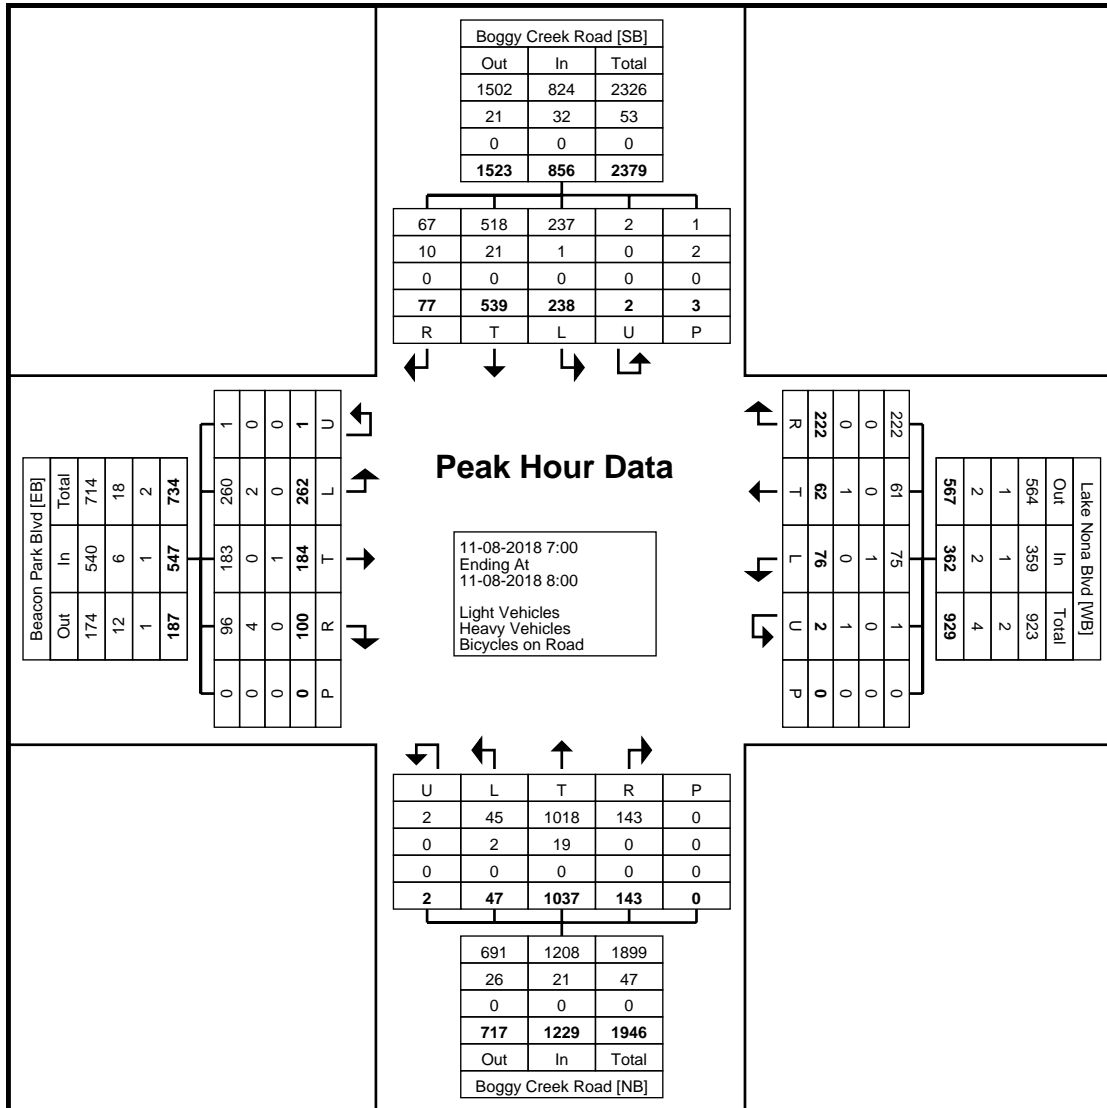 Boggy Creek Road [SB]
Out In Total
1502 824 2326
21 32 53
0 0 0
1523 856 2379
67 518 237 2 1
10 21 1 0 2
0 0 0 0 0
77 539 238 2 3
R T L U P
Beacon Park Blvd [EB]
Total In Out
714 540 174
18 6 12
2 1 1
734 547 187
1 260 183 96 0
0 2 0 4 0
0 0 1 0 0
1 262 184 100 0
U L T R P
Peak Hour Data
11-08-2018 7:00
Ending At
11-08-2018 8:00
Light Vehicles
Heavy Vehicles
Bicycles on Road
Lake Nona Blvd [WB]
Out In Total
564 359 923
1 1 2
2 2 4
567 362 929
222 61 75 1 0
0 0 1 0 0
0 1 0 1 0
222 62 76 2 0
R T L U P
U L T R P
2 45 1018 143 0
0 2 19 0 0
0 0 0 0 0
2 47 1037 143 0
691 1208 1899
26 21 47
0 0 0
717 1229 1946
Out In Total
Boggy Creek Road [NB]